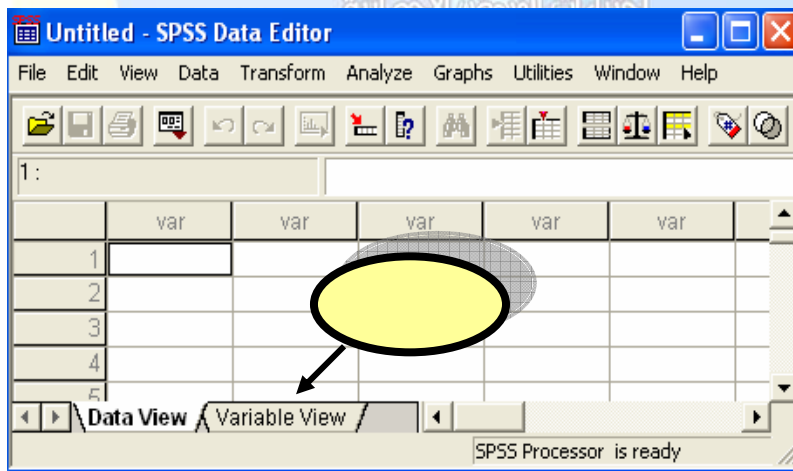 Untitled - SPSS Data Editor
File Edit View Data Transform Analyze Graphs Utilities Window Help
1 :
var var var var var
1
2
3
4
5
Data View Variable View
SPSS Processor is ready